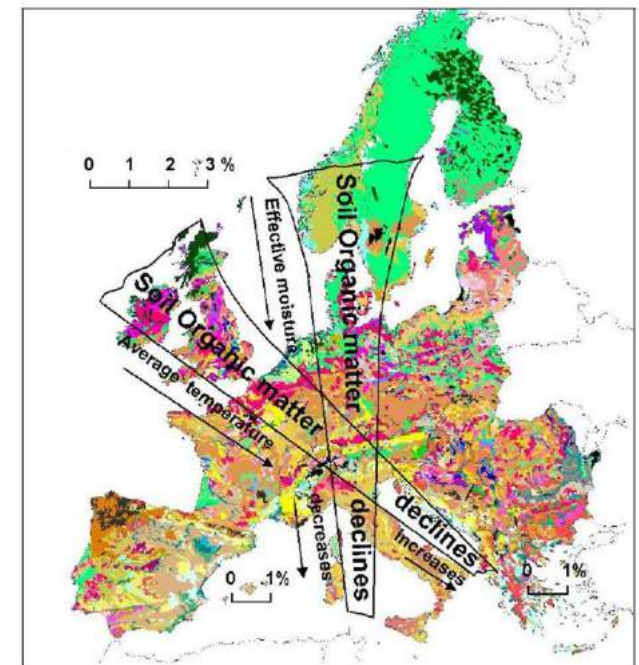 0 1 2 3 %
Effective moisture
decreases
Soil Organic matter
declines
Soil Organic matter
declines
Average temperature
Increases
0 1%
0 1%